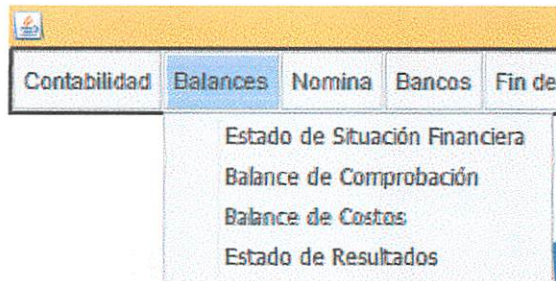 Contabilidad Balances Nomina Bancos Fin de
Estado de Situación Financiera
Balance de Comprobación
Balance de Costos
Estado de Resultados